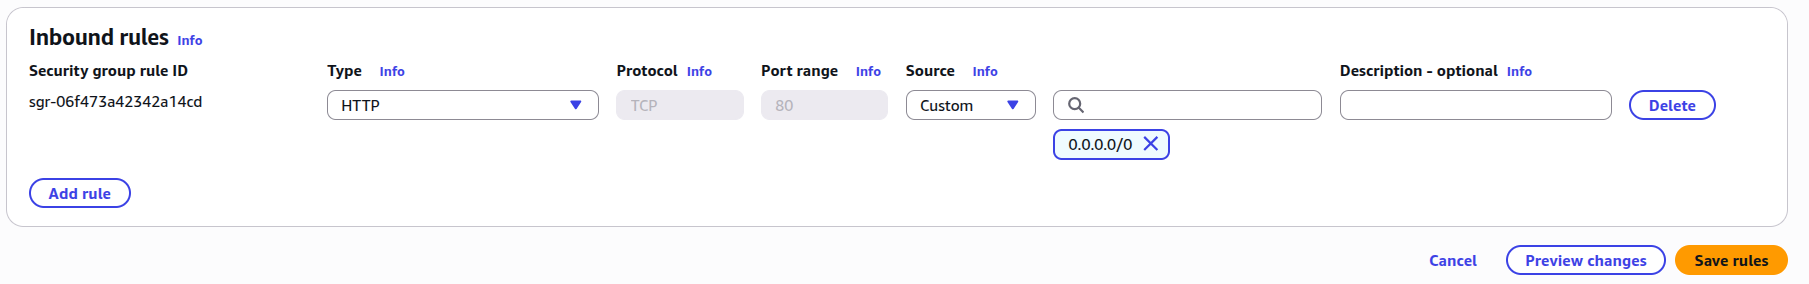 Inbound rules Info
Security group rule ID Type Info Protocol Info Port range Info Source Info Description – optional Info
sgr-06f473a42342a14cd HTTP TCP 80 Custom Delete
0.0.0.0/0
Add rule
Cancel Preview changes Save rules